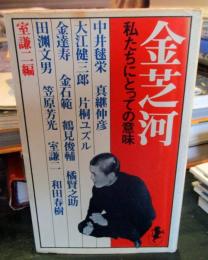 金芝河
私たちにとっての意味
中井毬栄 真継伸彦
大江健三郎 片桐ユズル
金達寿 金石範 鶴見俊輔 橘賢之助
田淵文男 笠原芳光 室謙二 和田春樹
室謙二編